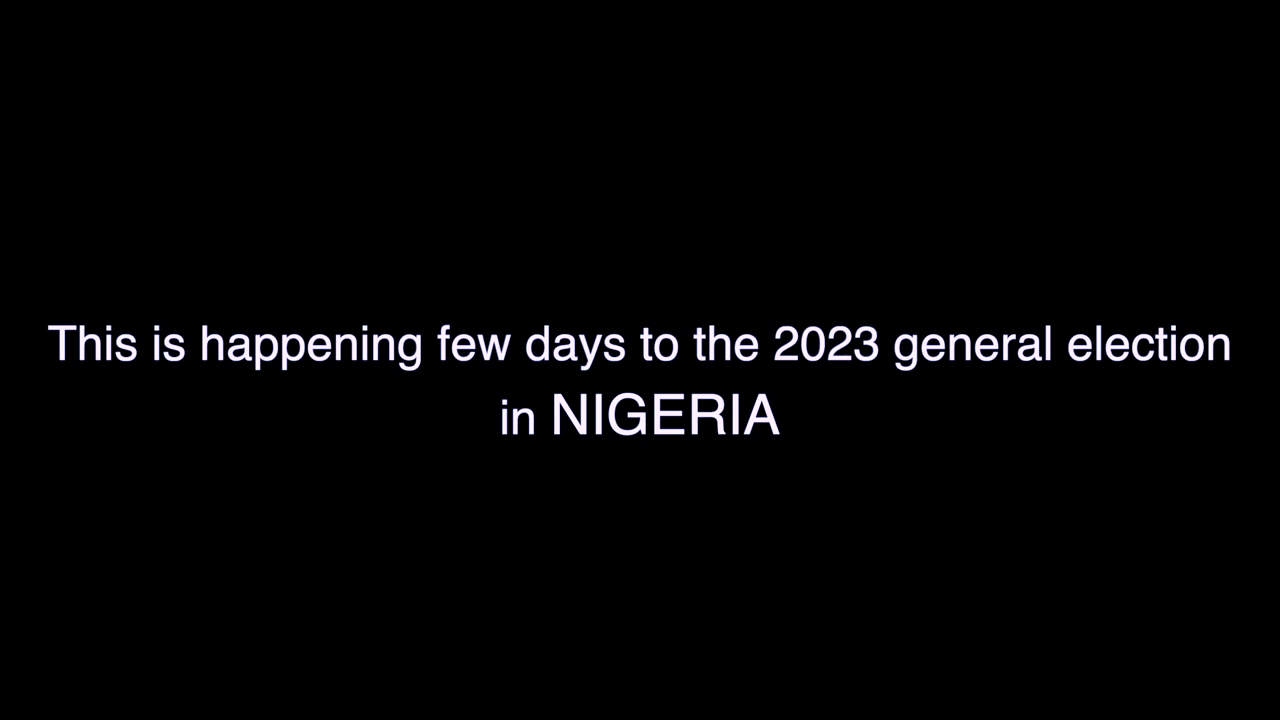 This is happening few days to the 2023 general election
in NIGERIA